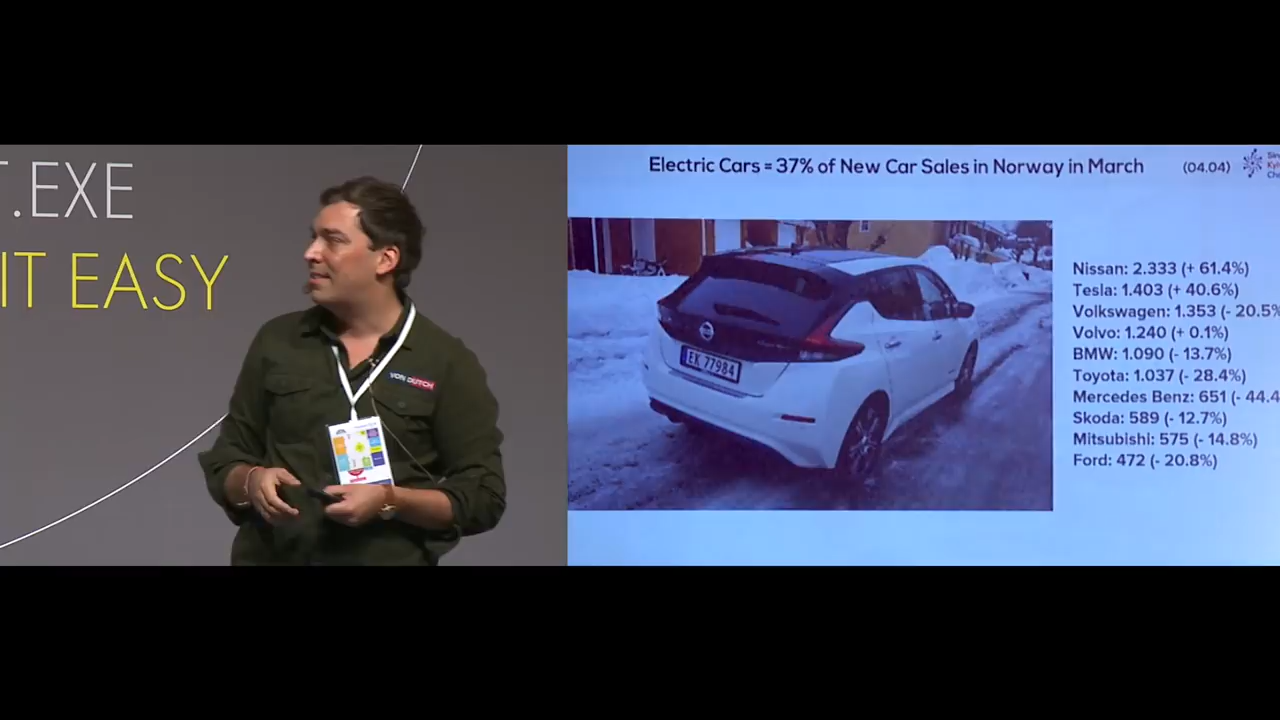 .EXE
IT EASY
VON DUTCH
Electric Cars = 37% of New Car Sales in Norway in March
(04.04)
EK 77984
Nissan: 2.333 (+ 61.4%)
Tesla: 1.403 (+ 40.6%)
Volkswagen: 1.353 (- 20.5%
Volvo: 1.240 (+ 0.1%)
BMW: 1.090 (- 13.7%)
Toyota: 1.037 (- 28.4%)
Mercedes Benz: 651 (- 44.4
Skoda: 589 (- 12.7%)
Mitsubishi: 575 (- 14.8%)
Ford: 472 (- 20.8%)